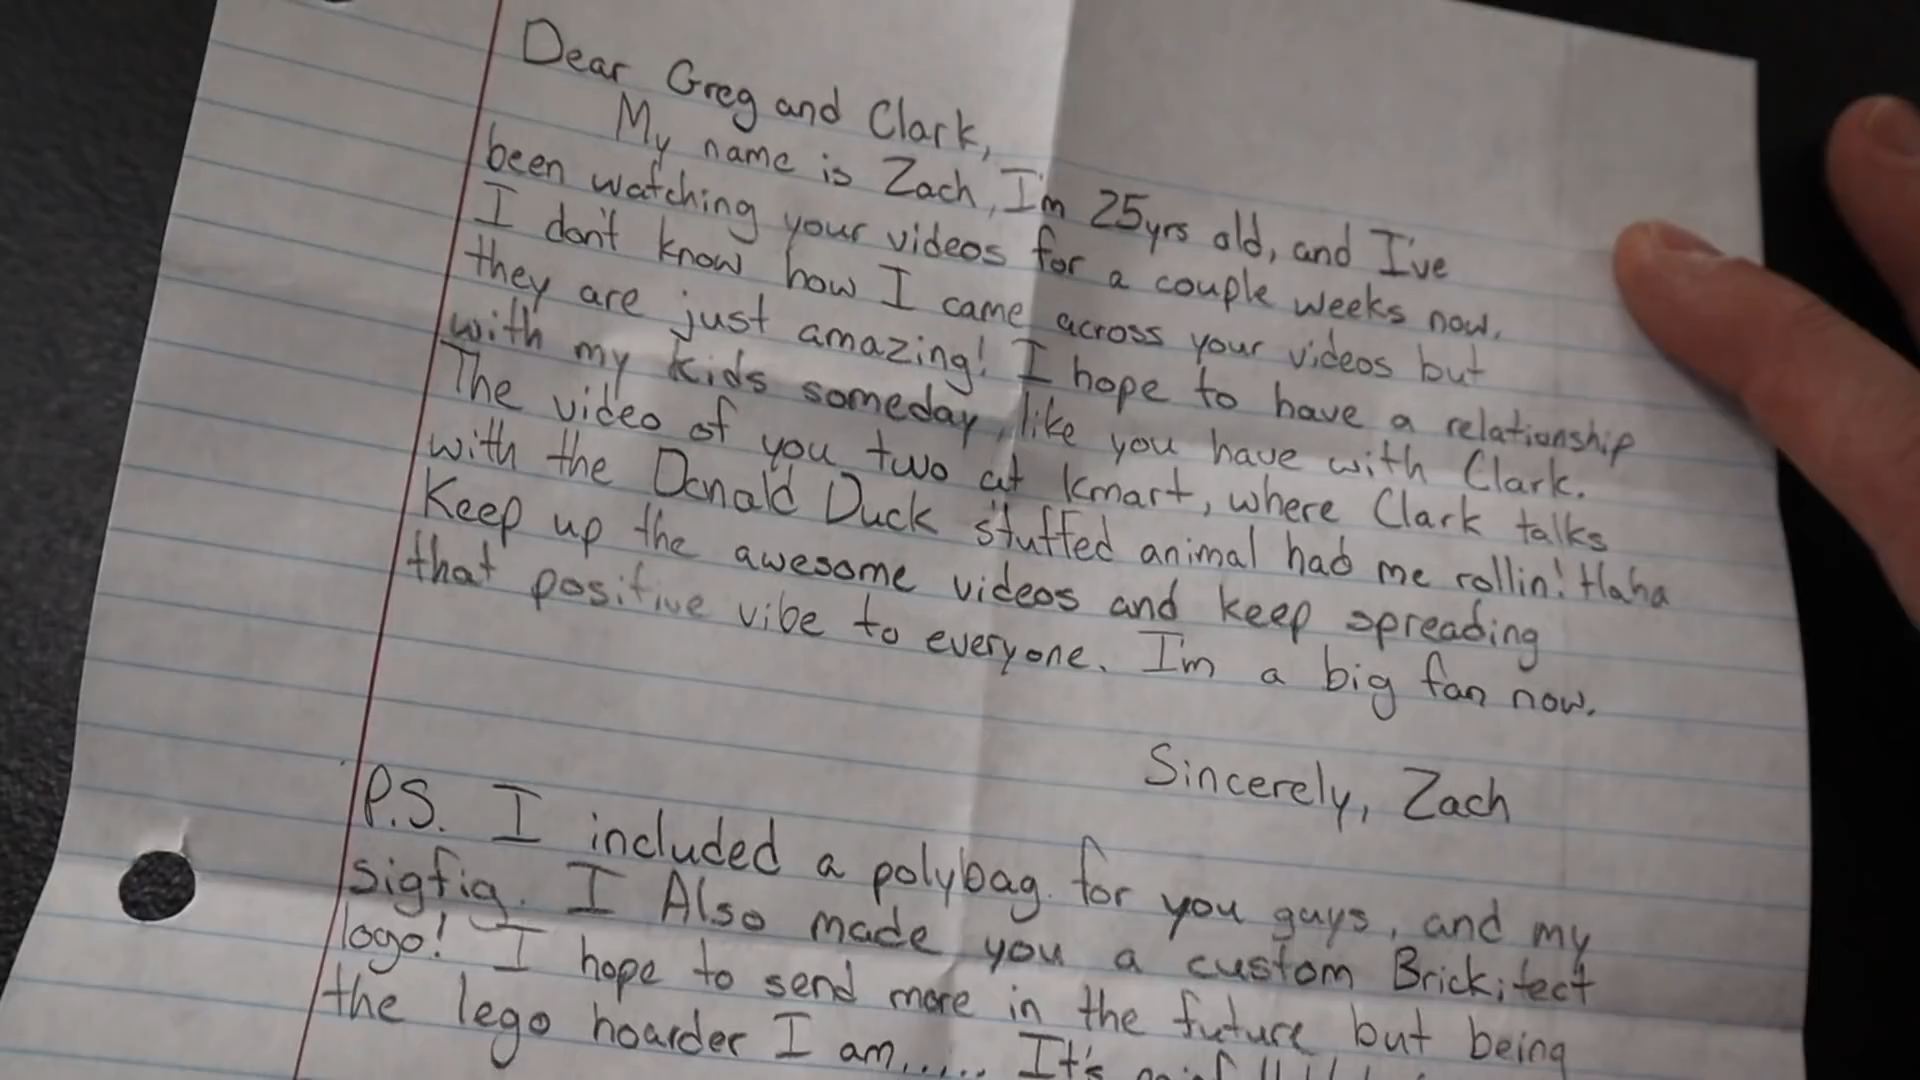 Dear Greg and Clark,
My name is Zach, I'm 25yrs old, and I've
been watching your videos for a couple weeks now.
I don't know how I came across your videos but
they are just amazing! I hope to have a relationship
with my kids someday, like you have with Clark.
The video of you two at Kmart, where Clark talks
with the Donald Duck stuffed animal had me rollin! Haha
Keep up the awesome videos and keep spreading
that positive vibe to everyone. I'm a big fan now.
Sincerely, Zach
P.S. I included a polybag for you guys, and my
sigfig. I Also made you a custom Brickitect
logo! I hope to send more in the future but being
the lego hoarder I am..... It's